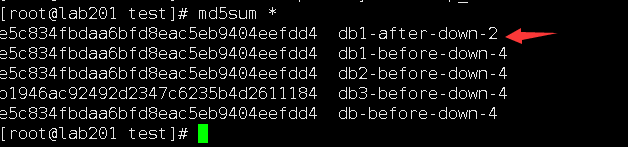 [root@lab201 test]# md5sum *
e5c834fbdaa6bfd8eac5eb9404eefdd4  db1-after-down-2
e5c834fbdaa6bfd8eac5eb9404eefdd4  db1-before-down-4
e5c834fbdaa6bfd8eac5eb9404eefdd4  db2-before-down-4
b1946ac92492d2347c6235b4d2611184  db3-before-down-4
e5c834fbdaa6bfd8eac5eb9404eefdd4  db-before-down-4
[root@lab201 test]#